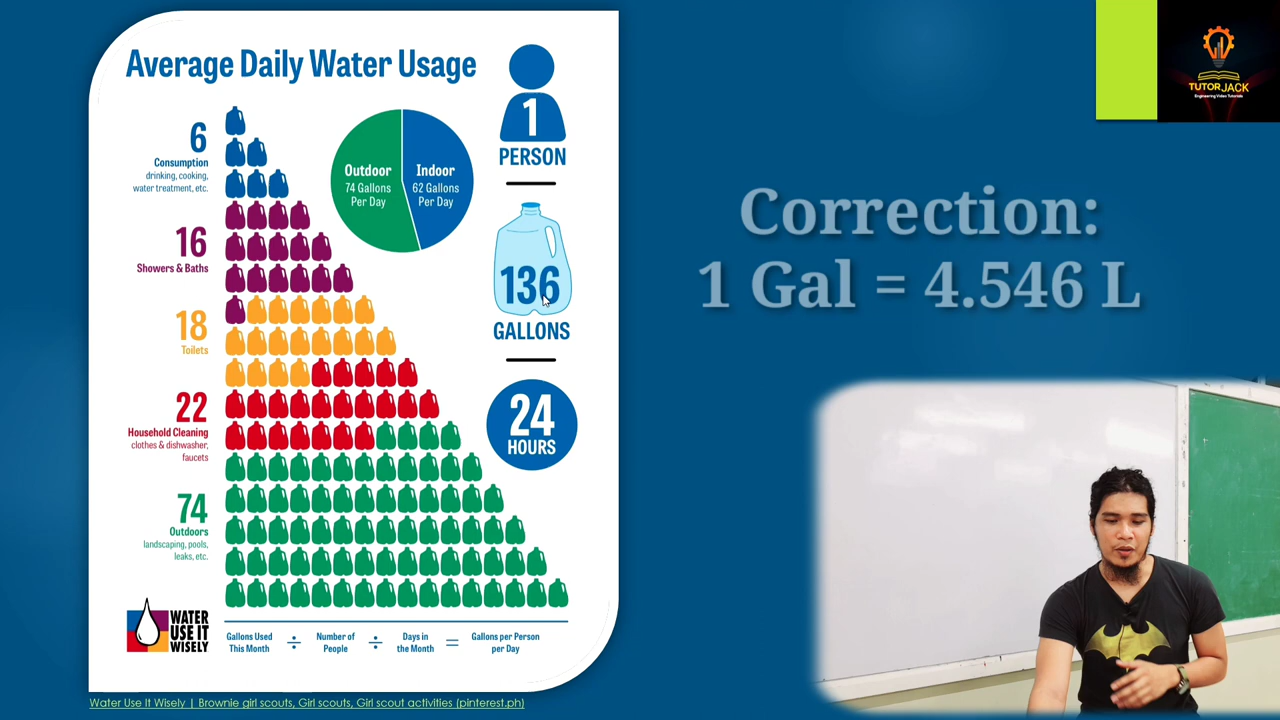 Average Daily Water Usage
6
Consumption
drinking, cooking,
water treatment, etc.
16
Showers & Baths
18
Toilets
22
Household Cleaning
clothes & dishwasher,
faucets
74
Outdoors
landscaping, pools,
leaks, etc.
Outdoor
74 Gallons
Per Day
Indoor
62 Gallons
Per Day
1
PERSON
136
GALLONS
24
HOURS
WATER
USE IT
WISELY
Gallons Used
This Month
÷
Number of
People
÷
Days in
the Month
=
Gallons per Person
per Day
Water Use It Wisely | Brownie girl scouts, Girl scouts, Girl scout activities (pinterest.ph)
Correction:
1 Gal = 4.546 L
TUTORJACK
Engineering Video Tutorials